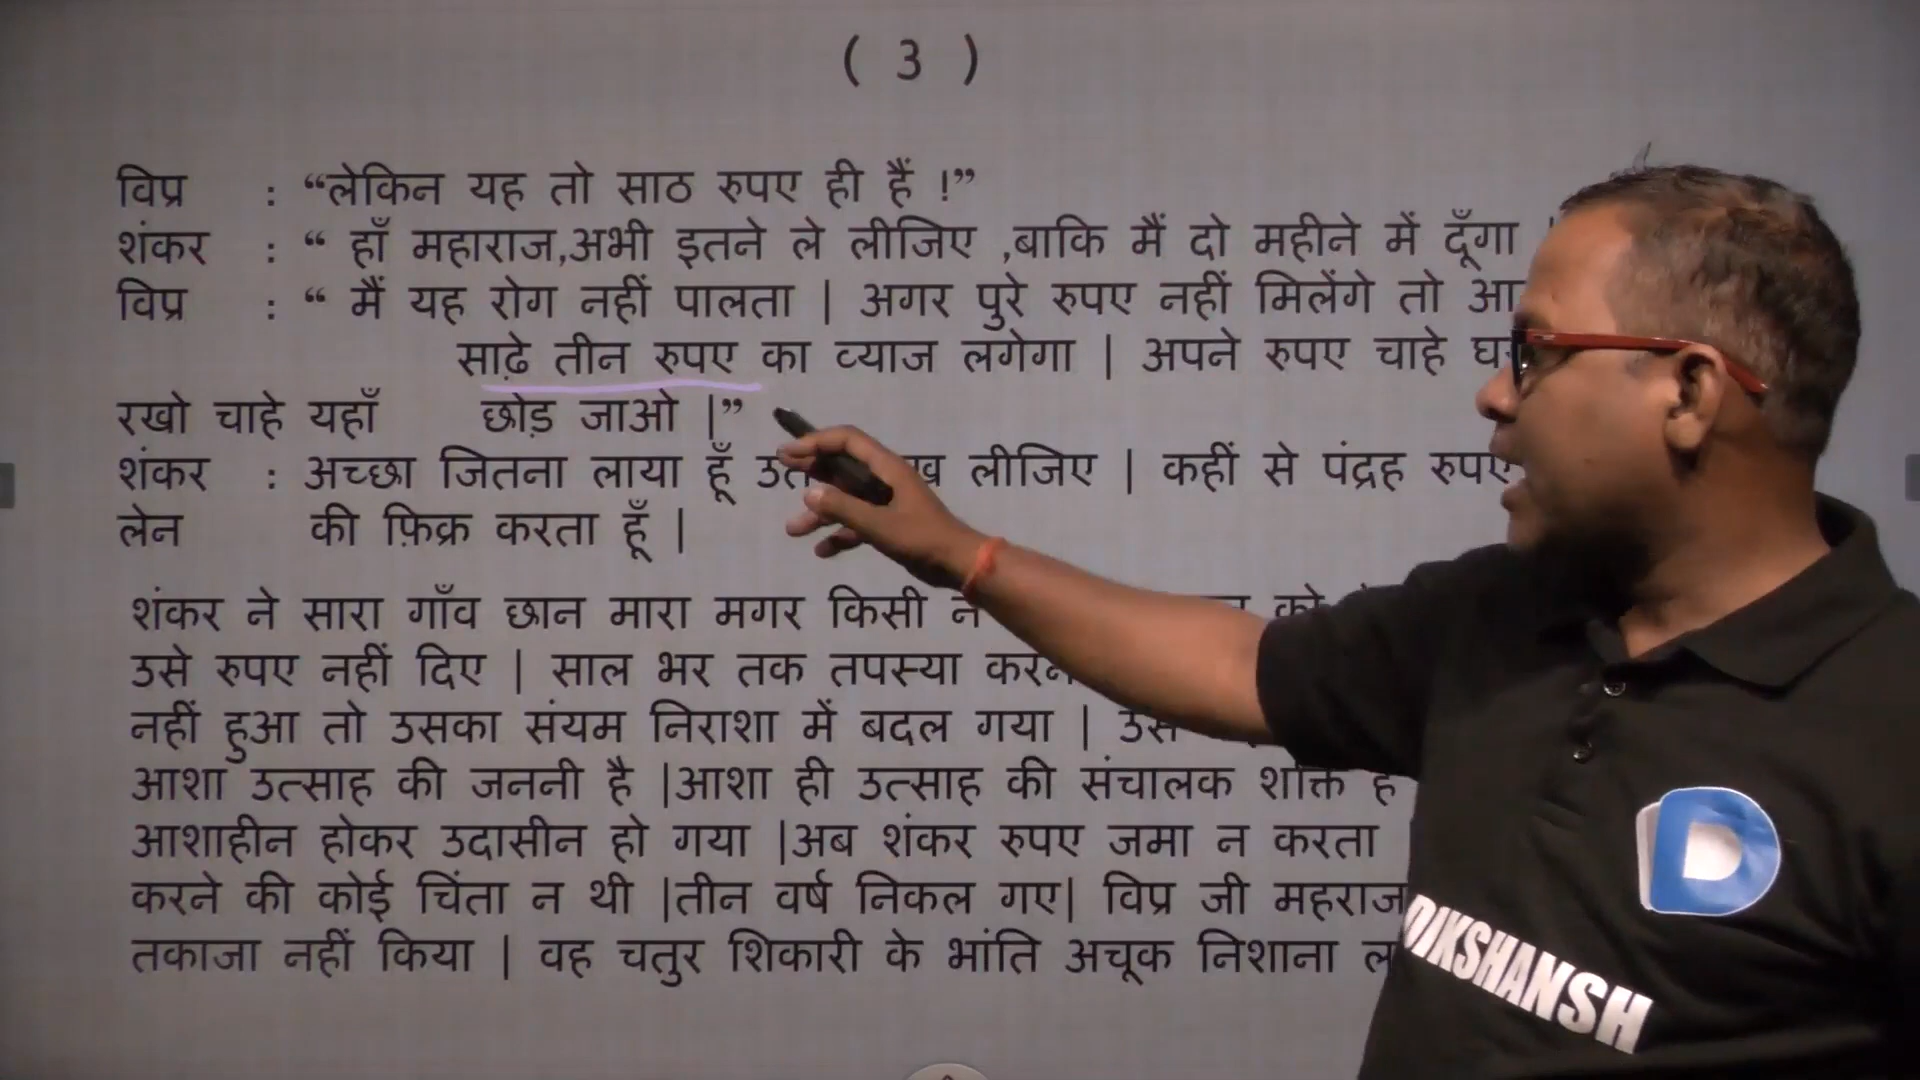 ( 3 )
विप्र : “लेकिन यह तो साठ रुपए ही हैं !”
शंकर : “ हाँ महाराज,अभी इतने ले लीजिए ,बाकि मैं दो महीने में दूँगा
विप्र : “ मैं यह रोग नहीं पालता | अगर पुरे रुपए नहीं मिलेंगे तो
साढ़े तीन रुपए का व्याज लगेगा | अपने रुपए चाहे
रखो चाहे यहाँ छोड़ जाओ |”
शंकर : अच्छा जितना लाया हूँ लीजिए | कहीं से पंद्रह रुपए
लेन की फ़िक्र करता हूँ |
शंकर ने सारा गाँव छान मारा मगर किसी
उसे रुपए नहीं दिए | साल भर तक तपस्या
नहीं हुआ तो उसका संयम निराशा में बदल गया |
आशा उत्साह की जननी है |आशा ही उत्साह की संचालक
आशाहीन होकर उदासीन हो गया |अब शंकर रुपए जमा न करता
करने की कोई चिंता न थी |तीन वर्ष निकल गए| विप्र जी महराज
तकाजा नहीं किया | वह चतुर शिकारी के भांति अचूक निशाना
D
DIKSHANSH